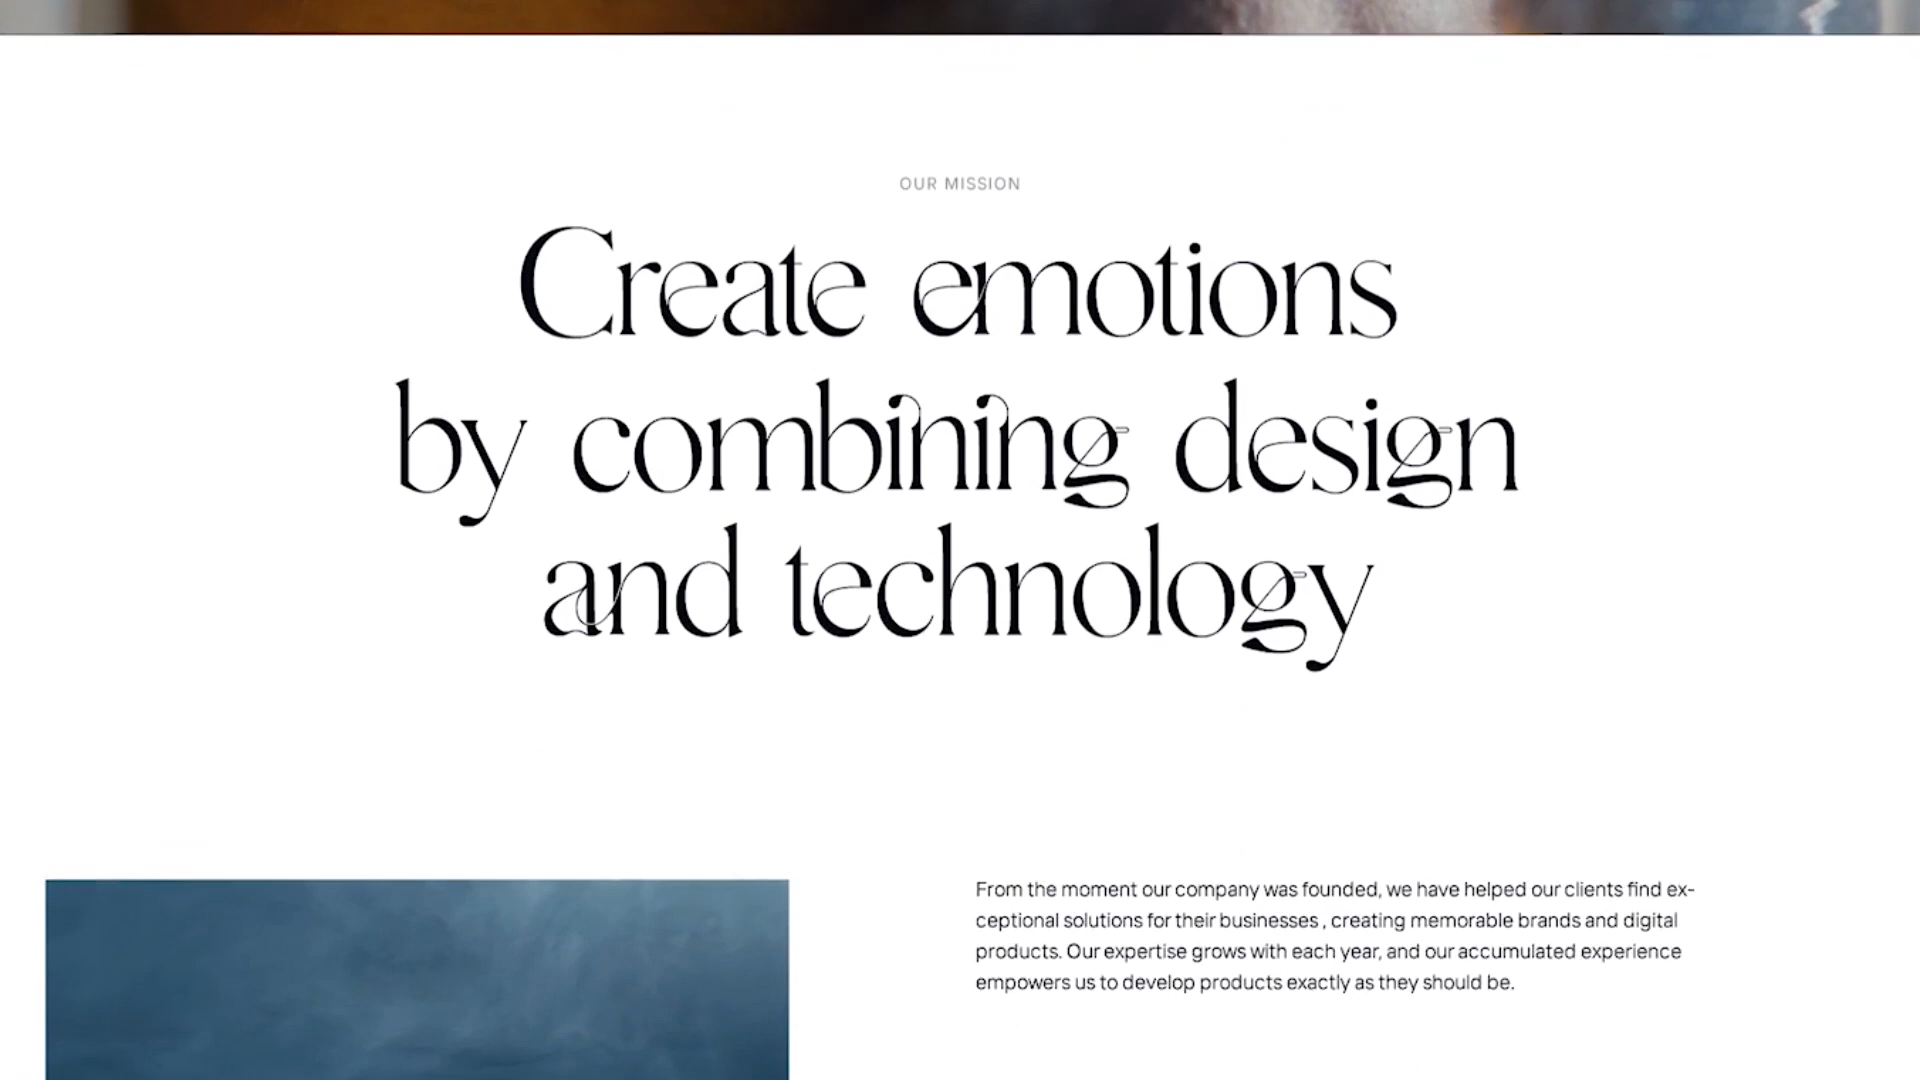 OUR MISSION
Create emotions
by combining design
and technology
From the moment our company was founded, we have helped our clients find ex-
ceptional solutions for their businesses , creating memorable brands and digital
products. Our expertise grows with each year, and our accumulated experience
empowers us to develop products exactly as they should be.